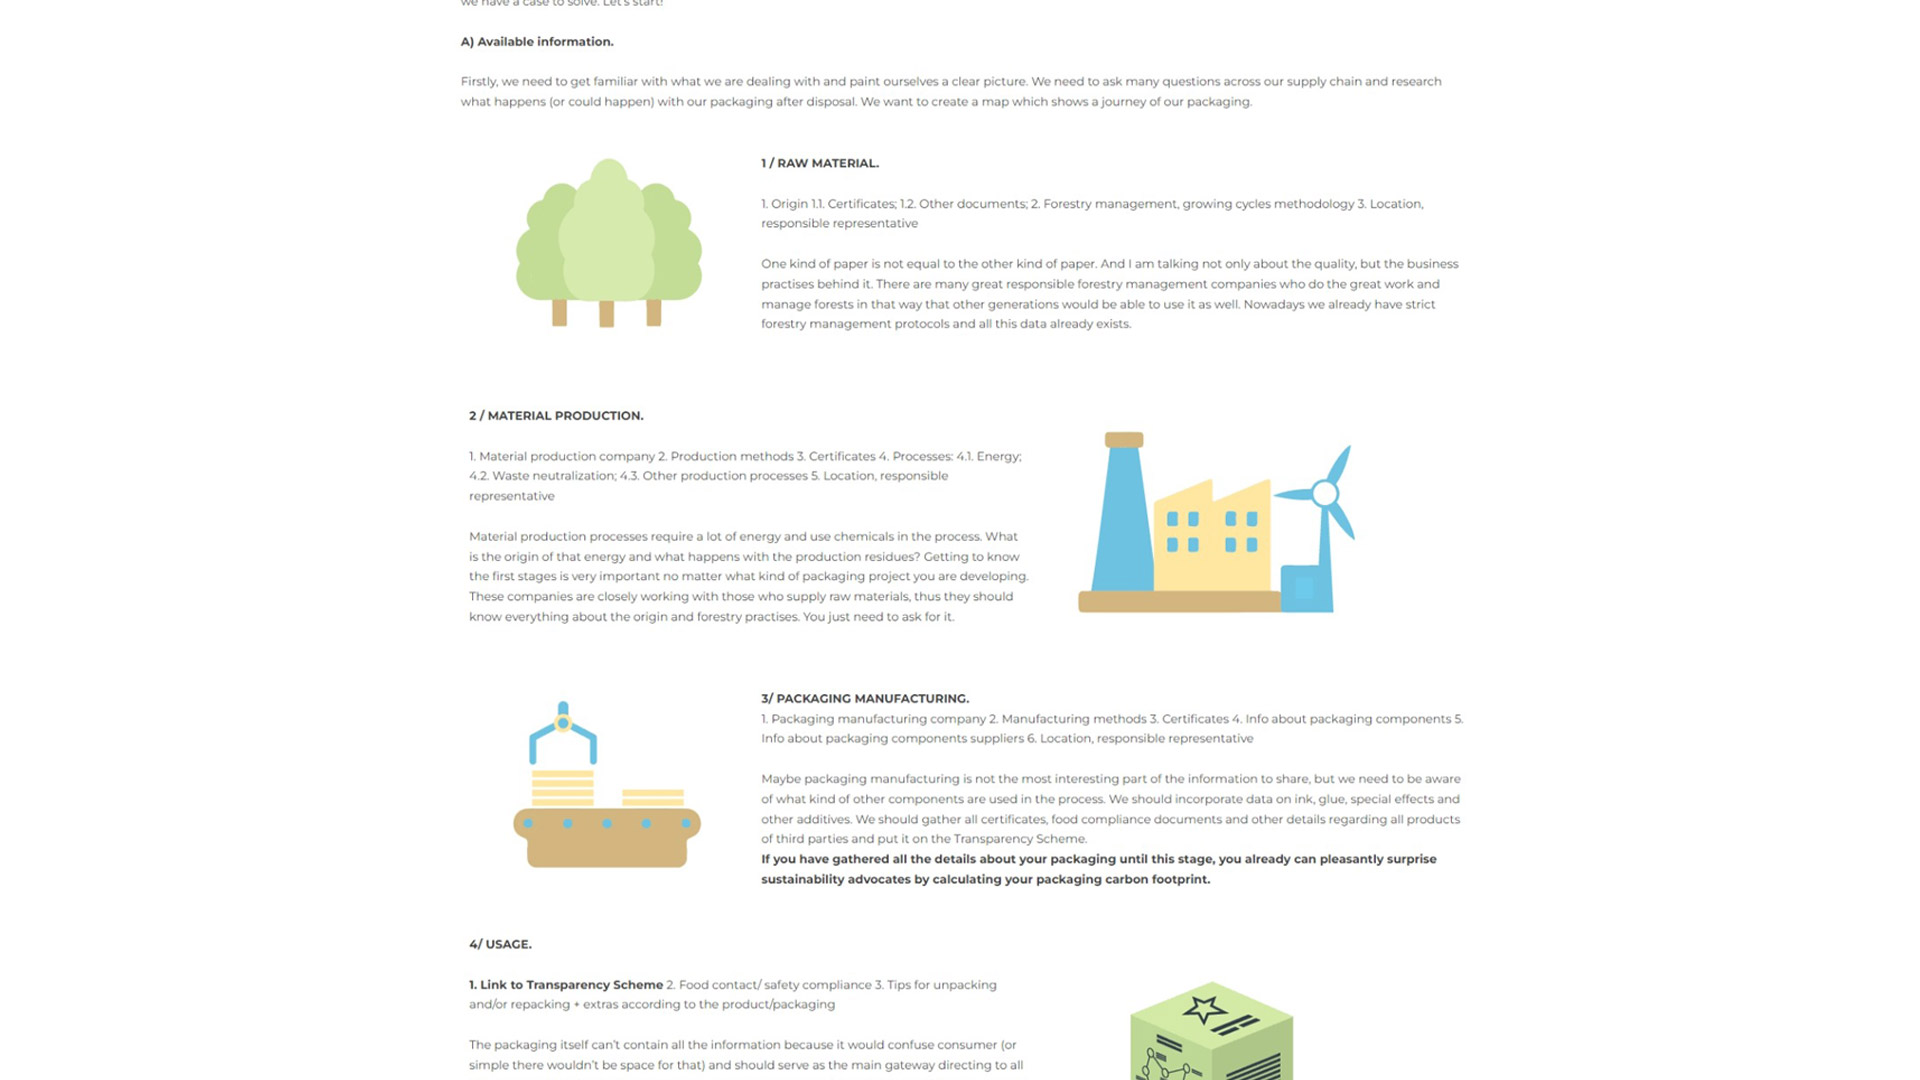 we have a case to solve. Let's start!
A) Available information.
Firstly, we need to get familiar with what we are dealing with and paint ourselves a clear picture. We need to ask many questions across our supply chain and research
what happens (or could happen) with our packaging after disposal. We want to create a map which shows a journey of our packaging.
1 / RAW MATERIAL.
1. Origin 1.1. Certificates; 1.2. Other documents; 2. Forestry management, growing cycles methodology 3. Location,
responsible representative
One kind of paper is not equal to the other kind of paper. And I am talking not only about the quality, but the business
practises behind it. There are many great responsible forestry management companies who do the great work and
manage forests in that way that other generations would be able to use it as well. Nowadays we already have strict
forestry management protocols and all this data already exists.
2 / MATERIAL PRODUCTION.
1. Material production company 2. Production methods 3. Certificates 4. Processes: 4.1. Energy;
4.2. Waste neutralization; 4.3. Other production processes 5. Location, responsible
representative
Material production processes require a lot of energy and use chemicals in the process. What
is the origin of that energy and what happens with the production residues? Getting to know
the first stages is very important no matter what kind of packaging project you are developing.
These companies are closely working with those who supply raw materials, thus they should
know everything about the origin and forestry practises. You just need to ask for it.
3/ PACKAGING MANUFACTURING.
1. Packaging manufacturing company 2. Manufacturing methods 3. Certificates 4. Info about packaging components 5.
Info about packaging components suppliers 6. Location, responsible representative
Maybe packaging manufacturing is not the most interesting part of the information to share, but we need to be aware
of what kind of other components are used in the process. We should incorporate data on ink, glue, special effects and
other additives. We should gather all certificates, food compliance documents and other details regarding all products
of third parties and put it on the Transparency Scheme.
If you have gathered all the details about your packaging until this stage, you already can pleasantly surprise
sustainability advocates by calculating your packaging carbon footprint.
4/ USAGE.
1. Link to Transparency Scheme 2. Food contact/ safety compliance 3. Tips for unpacking
and/or repacking + extras according to the product/packaging
The packaging itself can't contain all the information because it would confuse consumer (or
simple there wouldn't be space for that) and should serve as the main gateway directing to all